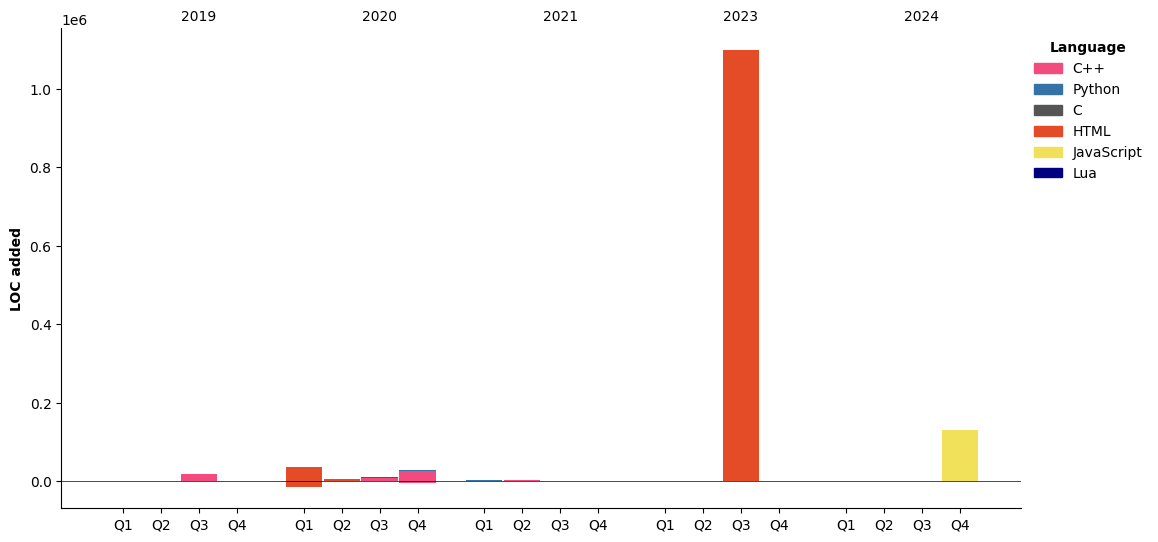 2019 2020 2021 2023 2024
1e6
Language
C++
Python
C
HTML
JavaScript
Lua
LOC added
1.0
0.8
0.6
0.4
0.2
0.0
Q1 Q2 Q3 Q4 Q1 Q2 Q3 Q4 Q1 Q2 Q3 Q4 Q1 Q2 Q3 Q4 Q1 Q2 Q3 Q4